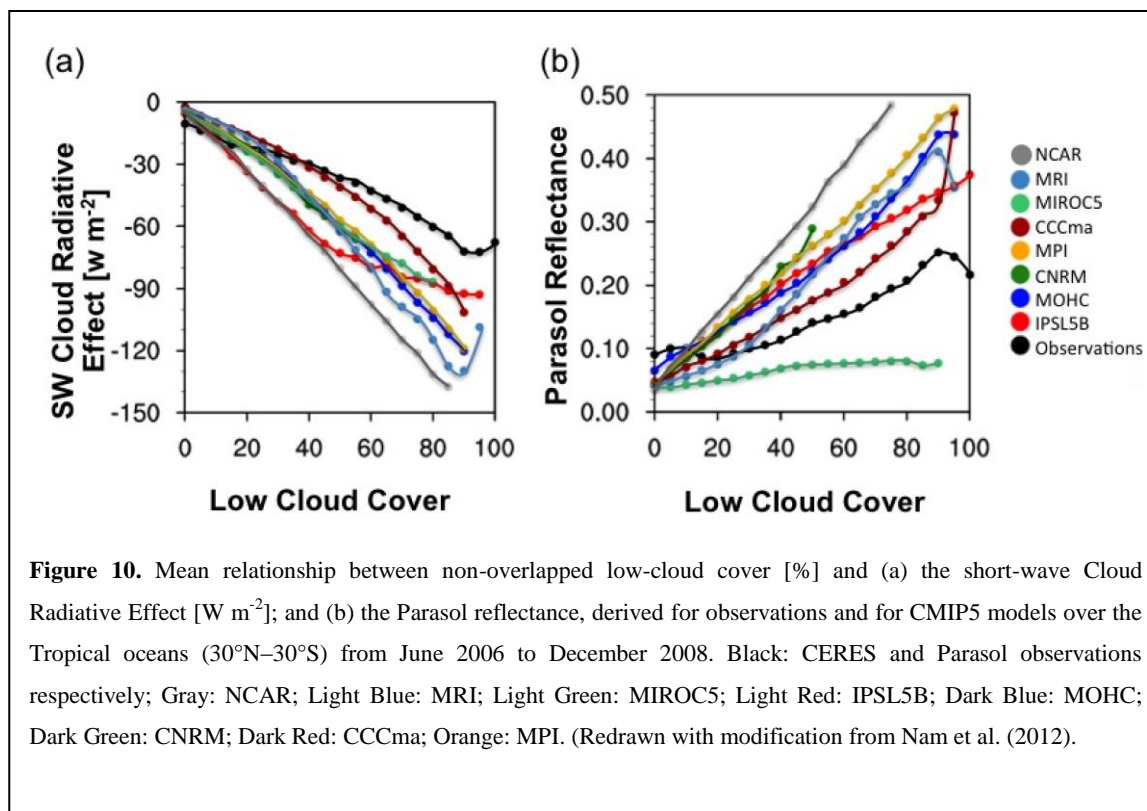 (a)
(b)
0
-30
-60
-90
-120
-150
SW Cloud Radiative
Effect [w m-2]
0 20 40 60 80 100
Low Cloud Cover
0.50
0.40
0.30
0.20
0.10
0.00
Parasol Reflectance
0 20 40 60 80 100
Low Cloud Cover
NCAR
MRI
MIROC5
CCCma
MPI
CNRM
MOHC
IPSL5B
Observations
Figure 10. Mean relationship between non-overlapped low-cloud cover [%] and (a) the short-wave Cloud
Radiative Effect [W m-2]; and (b) the Parasol reflectance, derived for observations and for CMIP5 models over the
Tropical oceans (30°N–30°S) from June 2006 to December 2008. Black: CERES and Parasol observations
respectively; Gray: NCAR; Light Blue: MRI; Light Green: MIROC5; Light Red: IPSL5B; Dark Blue: MOHC;
Dark Green: CNRM; Dark Red: CCCma; Orange: MPI. (Redrawn with modification from Nam et al. (2012).